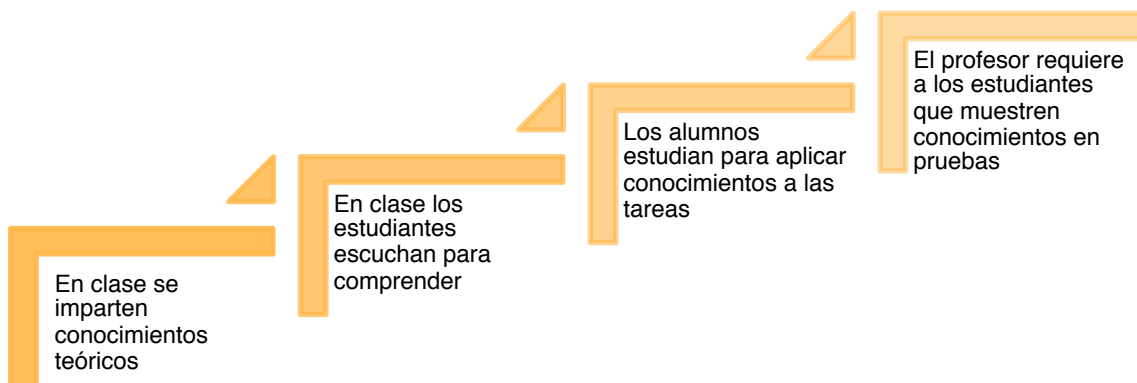 En clase se
imparten
conocimientos
teóricos
En clase los
estudiantes
escuchan para
comprender
Los alumnos
estudian para aplicar
conocimientos a las
tareas
El profesor requiere
a los estudiantes
que muestren
conocimientos en
pruebas